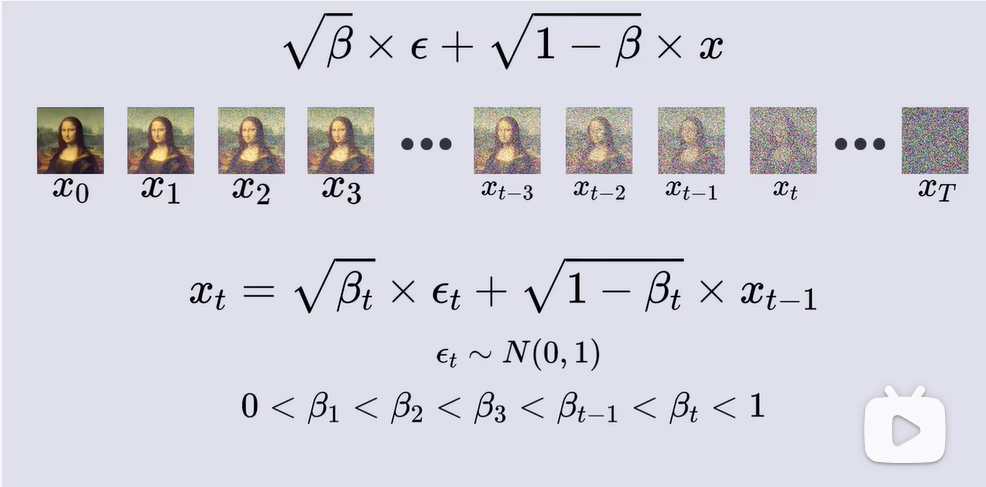 √β × ϵ + √1 − β × x
x₀ x₁ x₂ x₃ ••• xₜ₋₃ xₜ₋₂ xₜ₋₁ xₜ ••• x_T
xₜ = √βₜ × ϵₜ + √1 − βₜ × xₜ₋₁
ϵₜ ∼ N(0, 1)
0 < β₁ < β₂ < β₃ < βₜ₋₁ < βₜ < 1